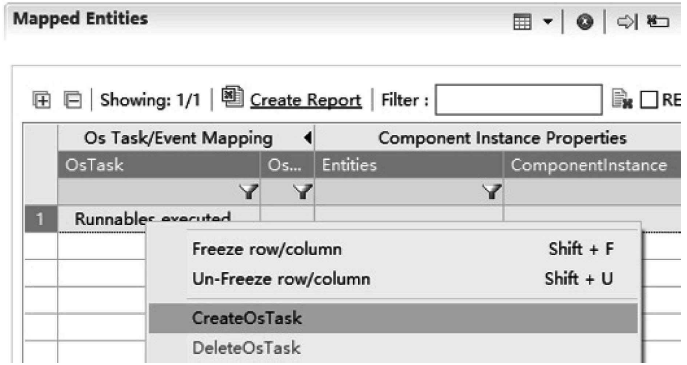 Mapped Entities
Showing: 1/1 Create Report Filter :
Os Task/Event Mapping Component Instance Properties
OsTask Os... Entities ComponentInstance
1 Runnables executed
Freeze row/column Shift + F
Un-Freeze row/column Shift + U
CreateOsTask
DeleteOsTask